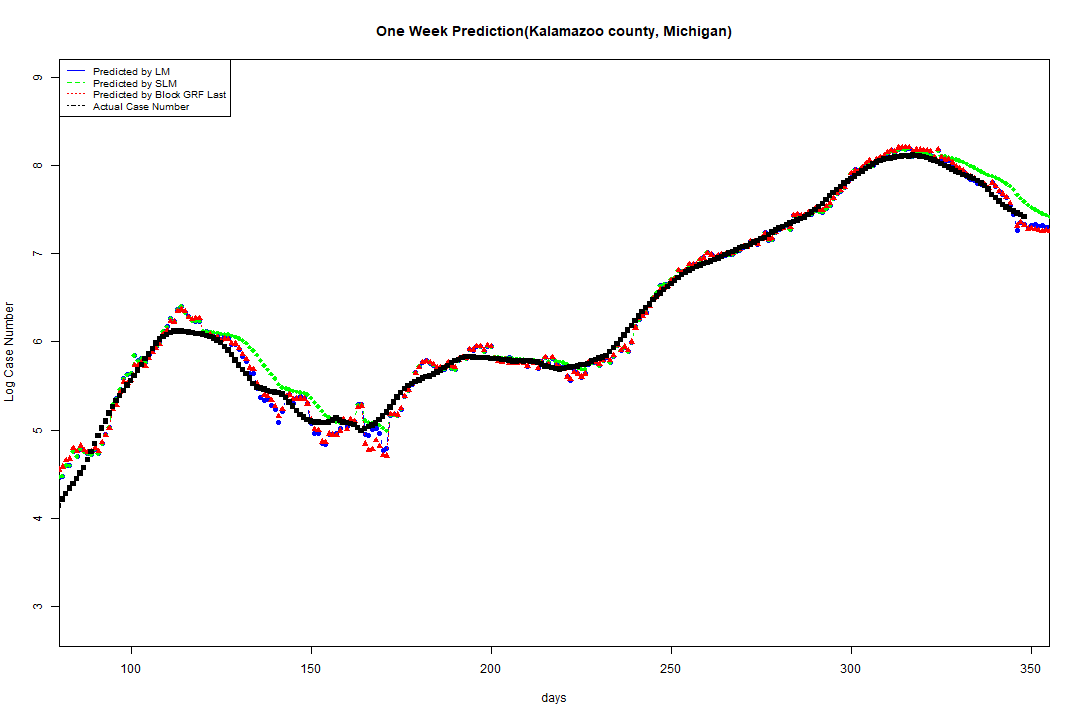 One Week Prediction(Kalamazoo county, Michigan)
Predicted by LM
Predicted by SLM
Predicted by Block GRF Last
Actual Case Number
9
8
7
6
5
4
3
Log Case Number
100 150 200 250 300 350
days